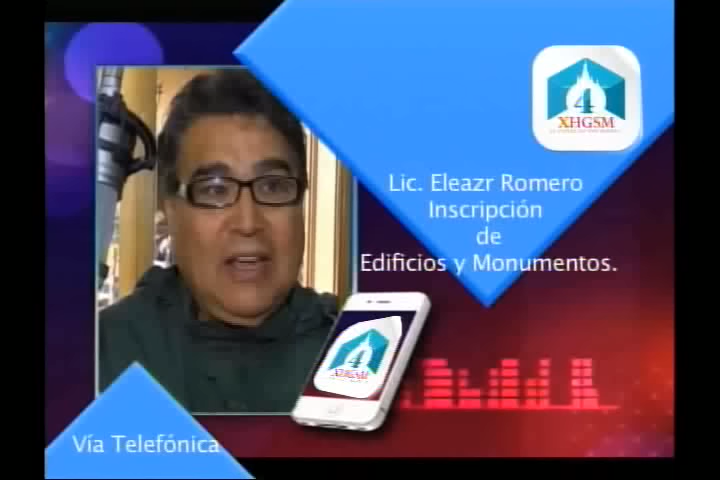 4
XHGSM
Lic. Eleazr Romero
Inscripción
de
Edificios y Monumentos.
4
XHGSM
Vía Telefónica